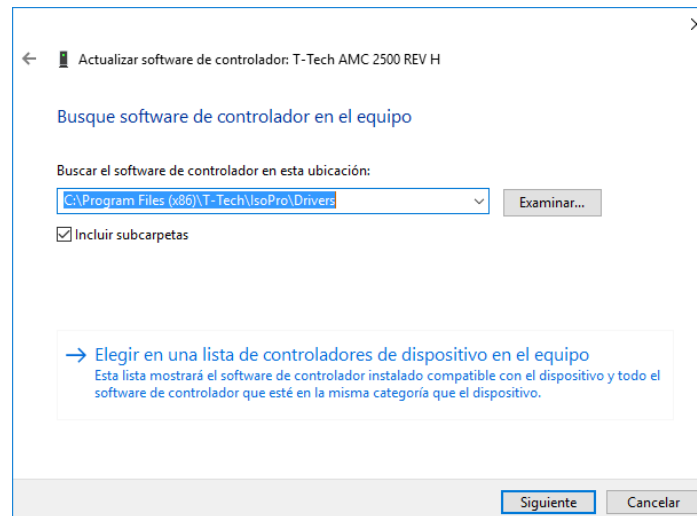 Actualizar software de controlador: T-Tech AMC 2500 REV H
Busque software de controlador en el equipo
Buscar el software de controlador en esta ubicación:
C:\Program Files (x86)\T-Tech\IsoPro\Drivers
Examinar...
Incluir subcarpetas
Elegir en una lista de controladores de dispositivo en el equipo
Esta lista mostrará el software de controlador instalado compatible con el dispositivo y todo el
software de controlador que esté en la misma categoría que el dispositivo.
Siguiente
Cancelar